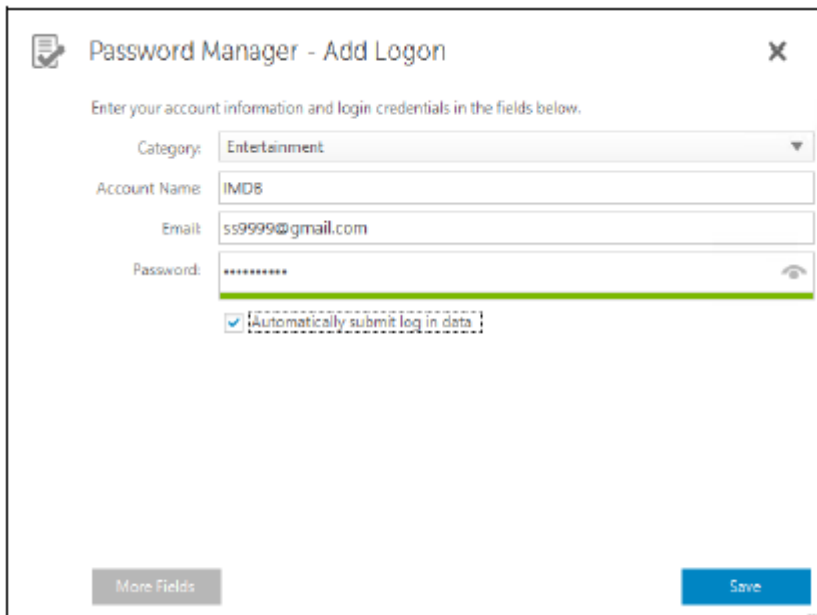 Password Manager - Add Logon
Enter your account information and login credentials in the fields below.
Category: Entertainment
Account Name: IMDB
Email: ss9999@gmail.com
Password: ••••••••••
Automatically submit log in data
More Fields Save